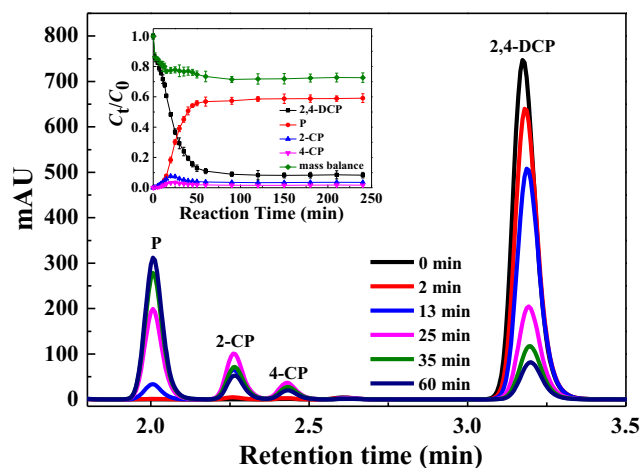 mAU
800
700
600
500
400
300
200
100
0
2.0
2.5
3.0
3.5
Retention time (min)
P
2-CP
4-CP
2,4-DCP
0 min
2 min
13 min
25 min
35 min
60 min
Ct/C0
1.0
0.8
0.6
0.4
0.2
0.0
0
50
100
150
200
250
Reaction Time (min)
2,4-DCP
P
2-CP
4-CP
mass balance